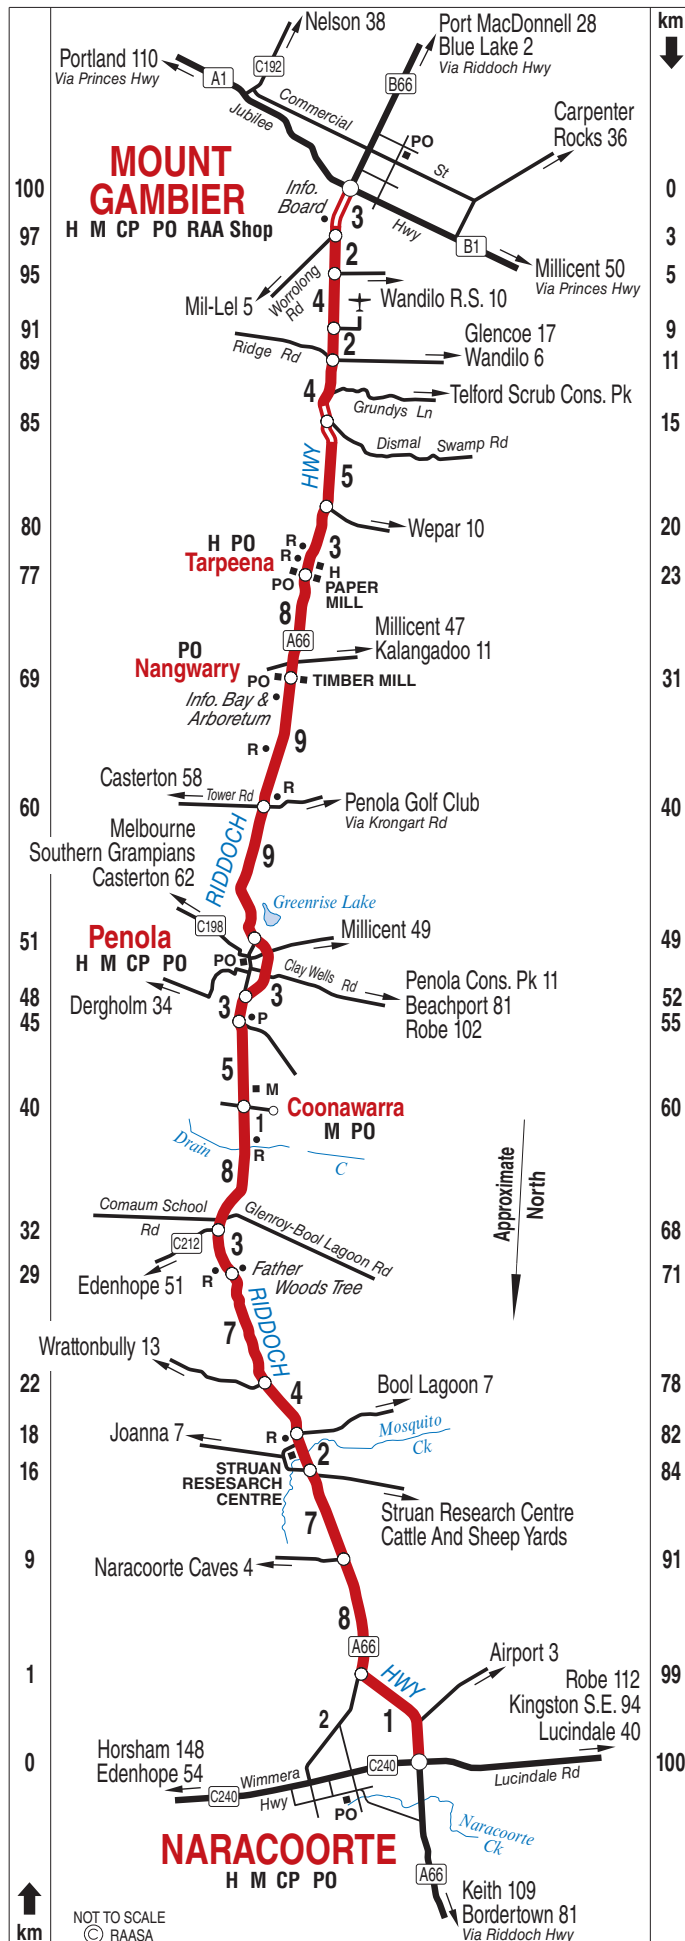 km
Nelson 38
Port MacDonnell 28
Blue Lake 2
Via Riddoch Hwy
Portland 110
Via Princes Hwy
A1
C192
B66
Jubilee
Commercial
St
PO
Carpenter
Rocks 36
MOUNT
GAMBIER
H M CP PO RAA Shop
Info.
Board
Hwy
B1
100
0
3
97
3
Millicent 50
Via Princes Hwy
2
95
5
Mil-Lel 5
Worrolong
Rd
4
Wandilo R.S. 10
91
9
Ridge Rd
2
Glencoe 17
Wandilo 6
89
11
4
Telford Scrub Cons. Pk
Grundys Ln
85
15
Dismal Swamp Rd
HWY
5
80
20
Wepar 10
H PO
Tarpeena
R
R
3
77
23
PO
H
PAPER
MILL
8
A66
Millicent 47
Kalangadoo 11
PO
Nangwarry
69
31
PO
TIMBER MILL
Info. Bay &
Arboretum
R
9
Casterton 58
Tower Rd
R
60
40
Penola Golf Club
Via Krongart Rd
Melbourne
Southern Grampians
Casterton 62
RIDDOCH
9
Greenrise Lake
C198
51
49
Penola
H M CP PO
PO
Millicent 49
Clay Wells Rd
Dergholm 34
3
Penola Cons. Pk 11
Beachport 81
Robe 102
48
52
3
P
45
55
5
M
40
60
Coonawarra
M PO
1
Drain
C
R
8
Approximate
North
Comaum School
Rd
Glenroy-Bool Lagoon Rd
32
68
C212
3
Edenhope 51
R
Father
Woods Tree
29
71
RIDDOCH
7
Wrattonbully 13
22
78
4
Bool Lagoon 7
18
82
Joanna 7
R
Mosquito
Ck
STRUAN
RESESARCH
CENTRE
2
16
84
Struan Research Centre
Cattle And Sheep Yards
7
9
91
Naracoorte Caves 4
8
A66
1
99
HWY
Airport 3
Robe 112
Kingston S.E. 94
Lucindale 40
2
1
0
100
Horsham 148
Edenhope 54
Wimmera
Hwy
C240
C240
Lucindale Rd
PO
Naracoorte
Ck
NARACOORTE
H M CP PO
A66
Keith 109
Bordertown 81
Via Riddoch Hwy
km
NOT TO SCALE
© RAASA